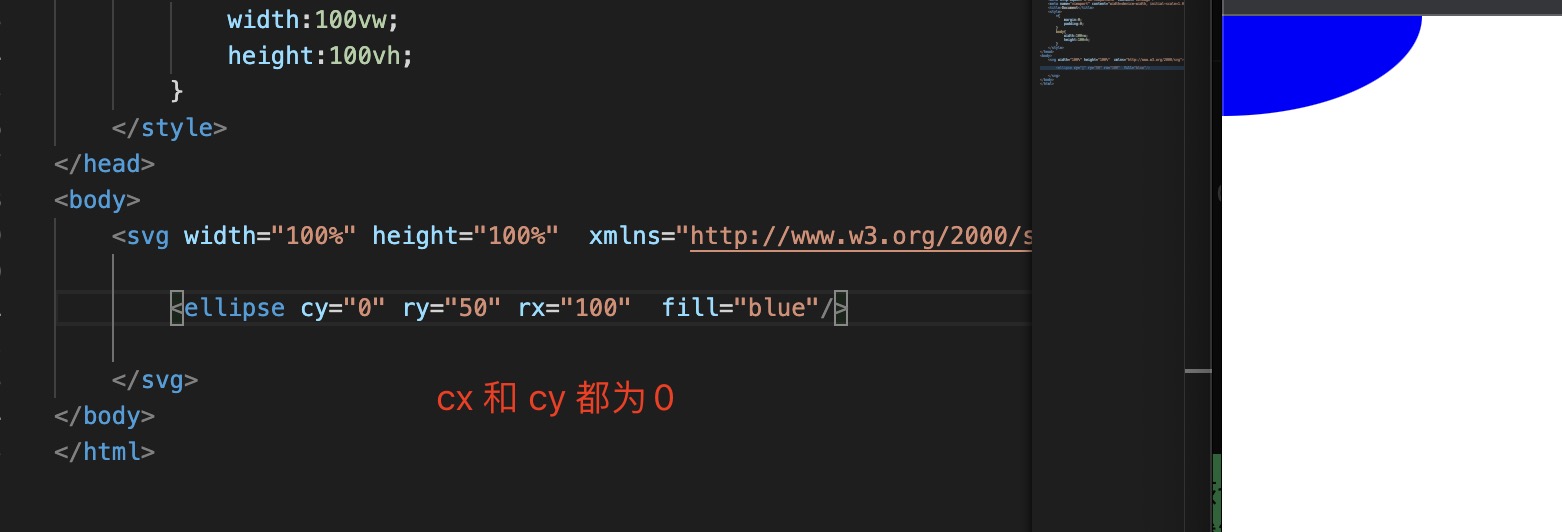 width:100vw;
height:100vh;
}
</style>
</head>
<body>
<svg width="100%" height="100%"  xmlns="http://www.w3.org/2000/s
<ellipse cy="0" ry="50" rx="100"  fill="blue"/>
</svg>
cx 和 cy 都为0
</body>
</html>